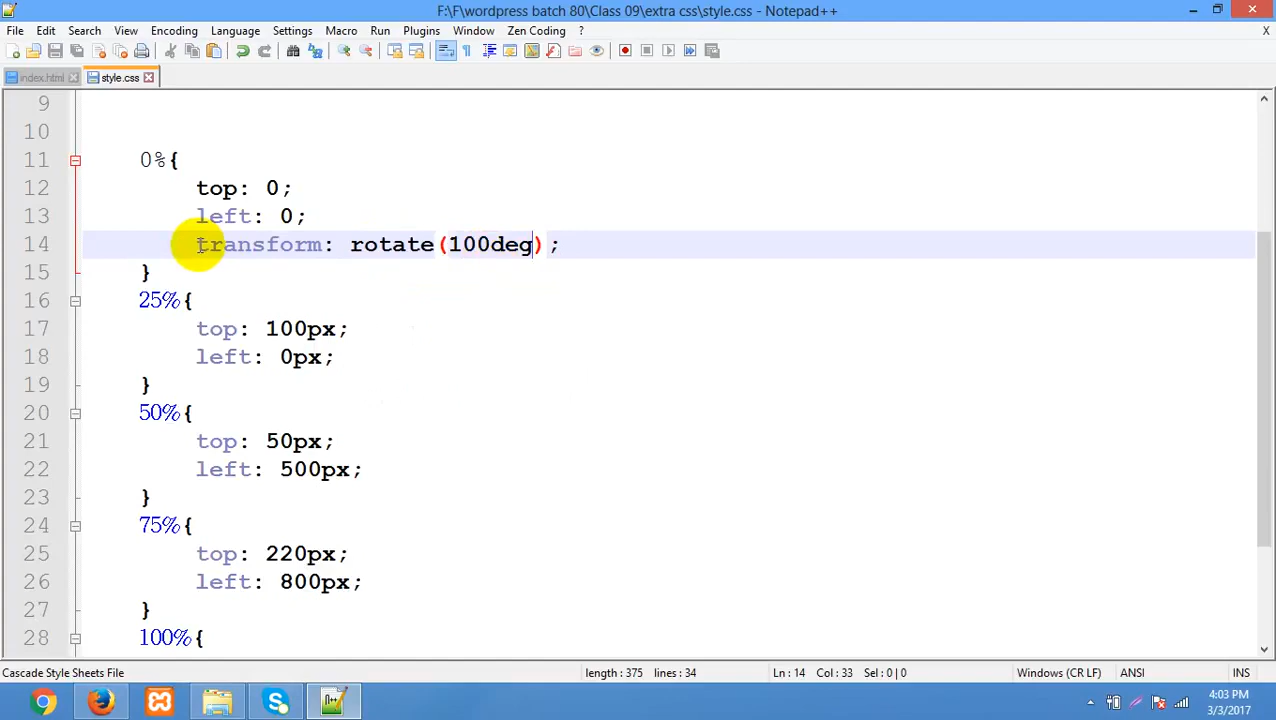 F:\F\wordpress batch 80\Class 09\extra css\style.css - Notepad++
File Edit Search View Encoding Language Settings Macro Run Plugins Window Zen Coding ? X
index.html style.css
9
10
11 0%{
12 top: 0;
13 left: 0;
14 transform: rotate(100deg);
15 }
16 25%{
17 top: 100px;
18 left: 0px;
19 }
20 50%{
21 top: 50px;
22 left: 500px;
23 }
24 75%{
25 top: 220px;
26 left: 800px;
27 }
28 100%{
Cascade Style Sheets File length : 375 lines : 34 Ln : 14 Col : 33 Sel : 0 | 0 Windows (CR LF) ANSI INS
4:03 PM
3/3/2017